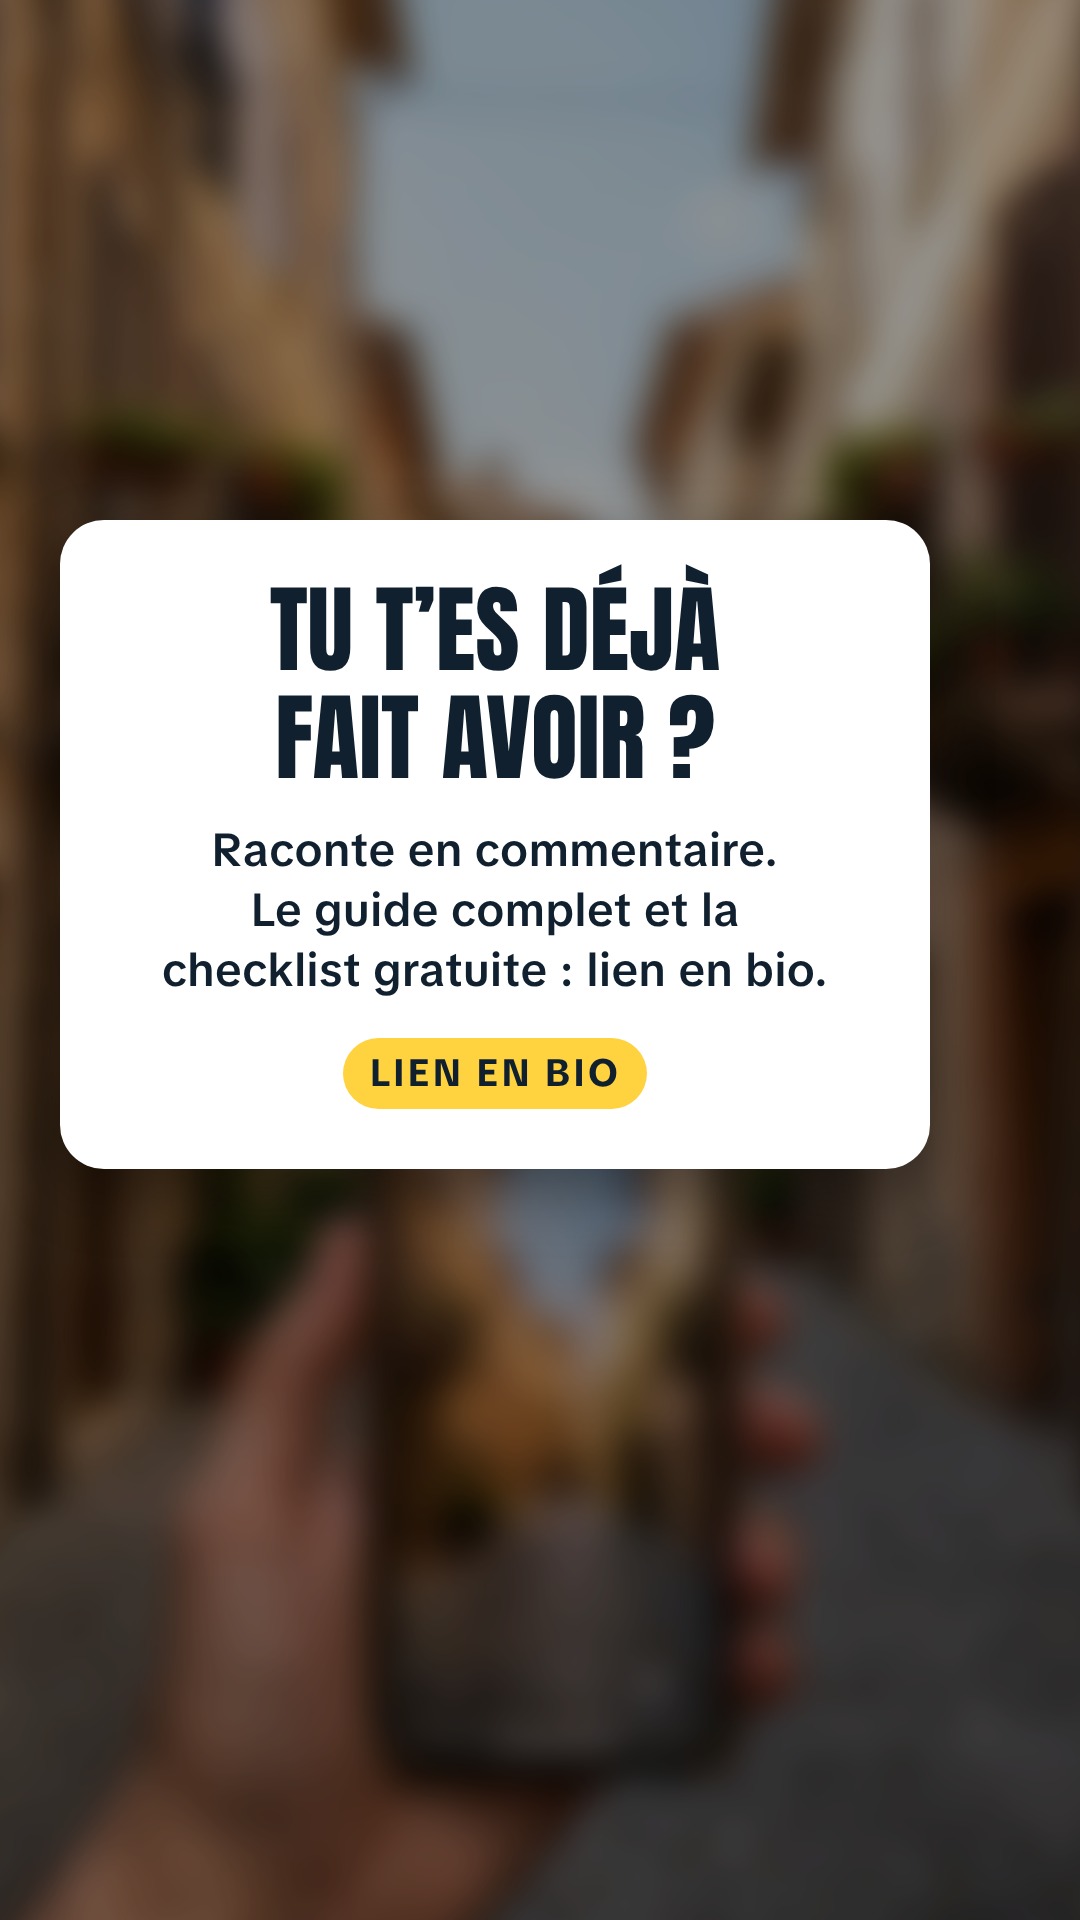 TU T’ES DÉJÀ
FAIT AVOIR ?
Raconte en commentaire.
Le guide complet et la
checklist gratuite : lien en bio.
LIEN EN BIO